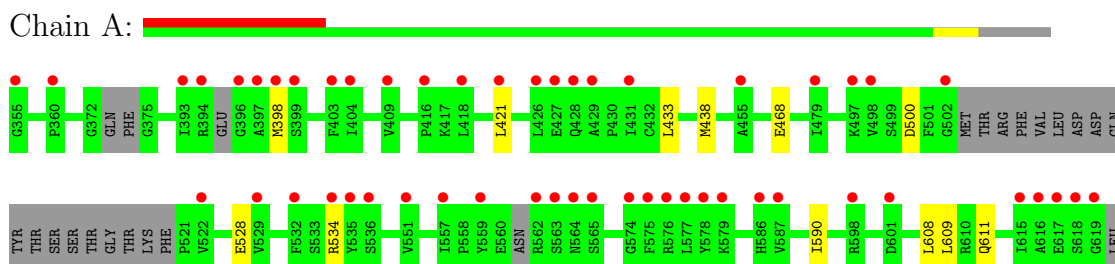 Chain A:
G355 P360 G372 GLN PHE G375 I393 R394 GLU G396 A397 M398 S399 F403 I404 V409 P416 K417 L418 L421 L426 E427 Q428 A429 P430 I431 C432 L433 M438 A455 E468 I479 K497 V498 S499 D500 F501 G502 MET THR ARG PHE VAL LEU ASP ASP GLN
TYR THR SER SER THR GLY THR LYS PHE P521 V522 E528 V529 F532 S533 R534 Y535 S536 V551 I557 P558 Y559 E560 ASN R562 S563 N564 S565 G574 F575 R576 L577 Y578 K579 H586 V587 I590 R598 D601 L608 L609 R610 Q611 I615 A616 E617 S618 G619 LEU